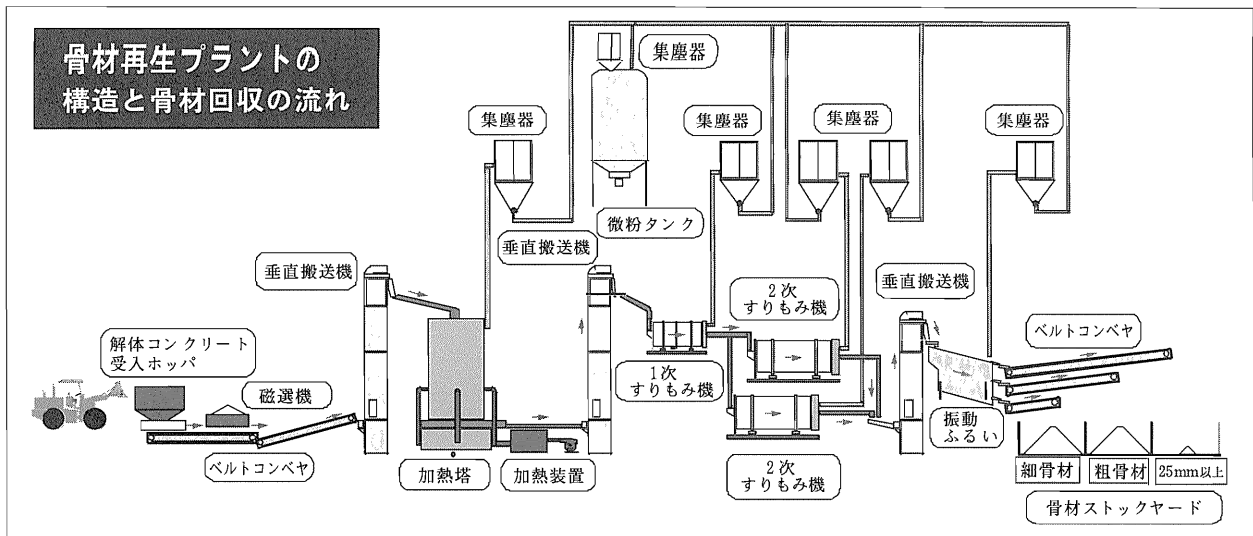 骨材再生プラントの
構造と骨材回収の流れ
集塵器
集塵器
集塵器
集塵器
集塵器
微粉タンク
垂直搬送機
垂直搬送機
垂直搬送機
2次
すりもみ機
ベルトコンベヤ
解体コンクリート
受入ホッパ
磁選機
1次
すりもみ機
振動
ふるい
ベルトコンベヤ
加熱塔
加熱装置
2次
すりもみ機
細骨材
粗骨材
25mm以上
骨材ストックヤード